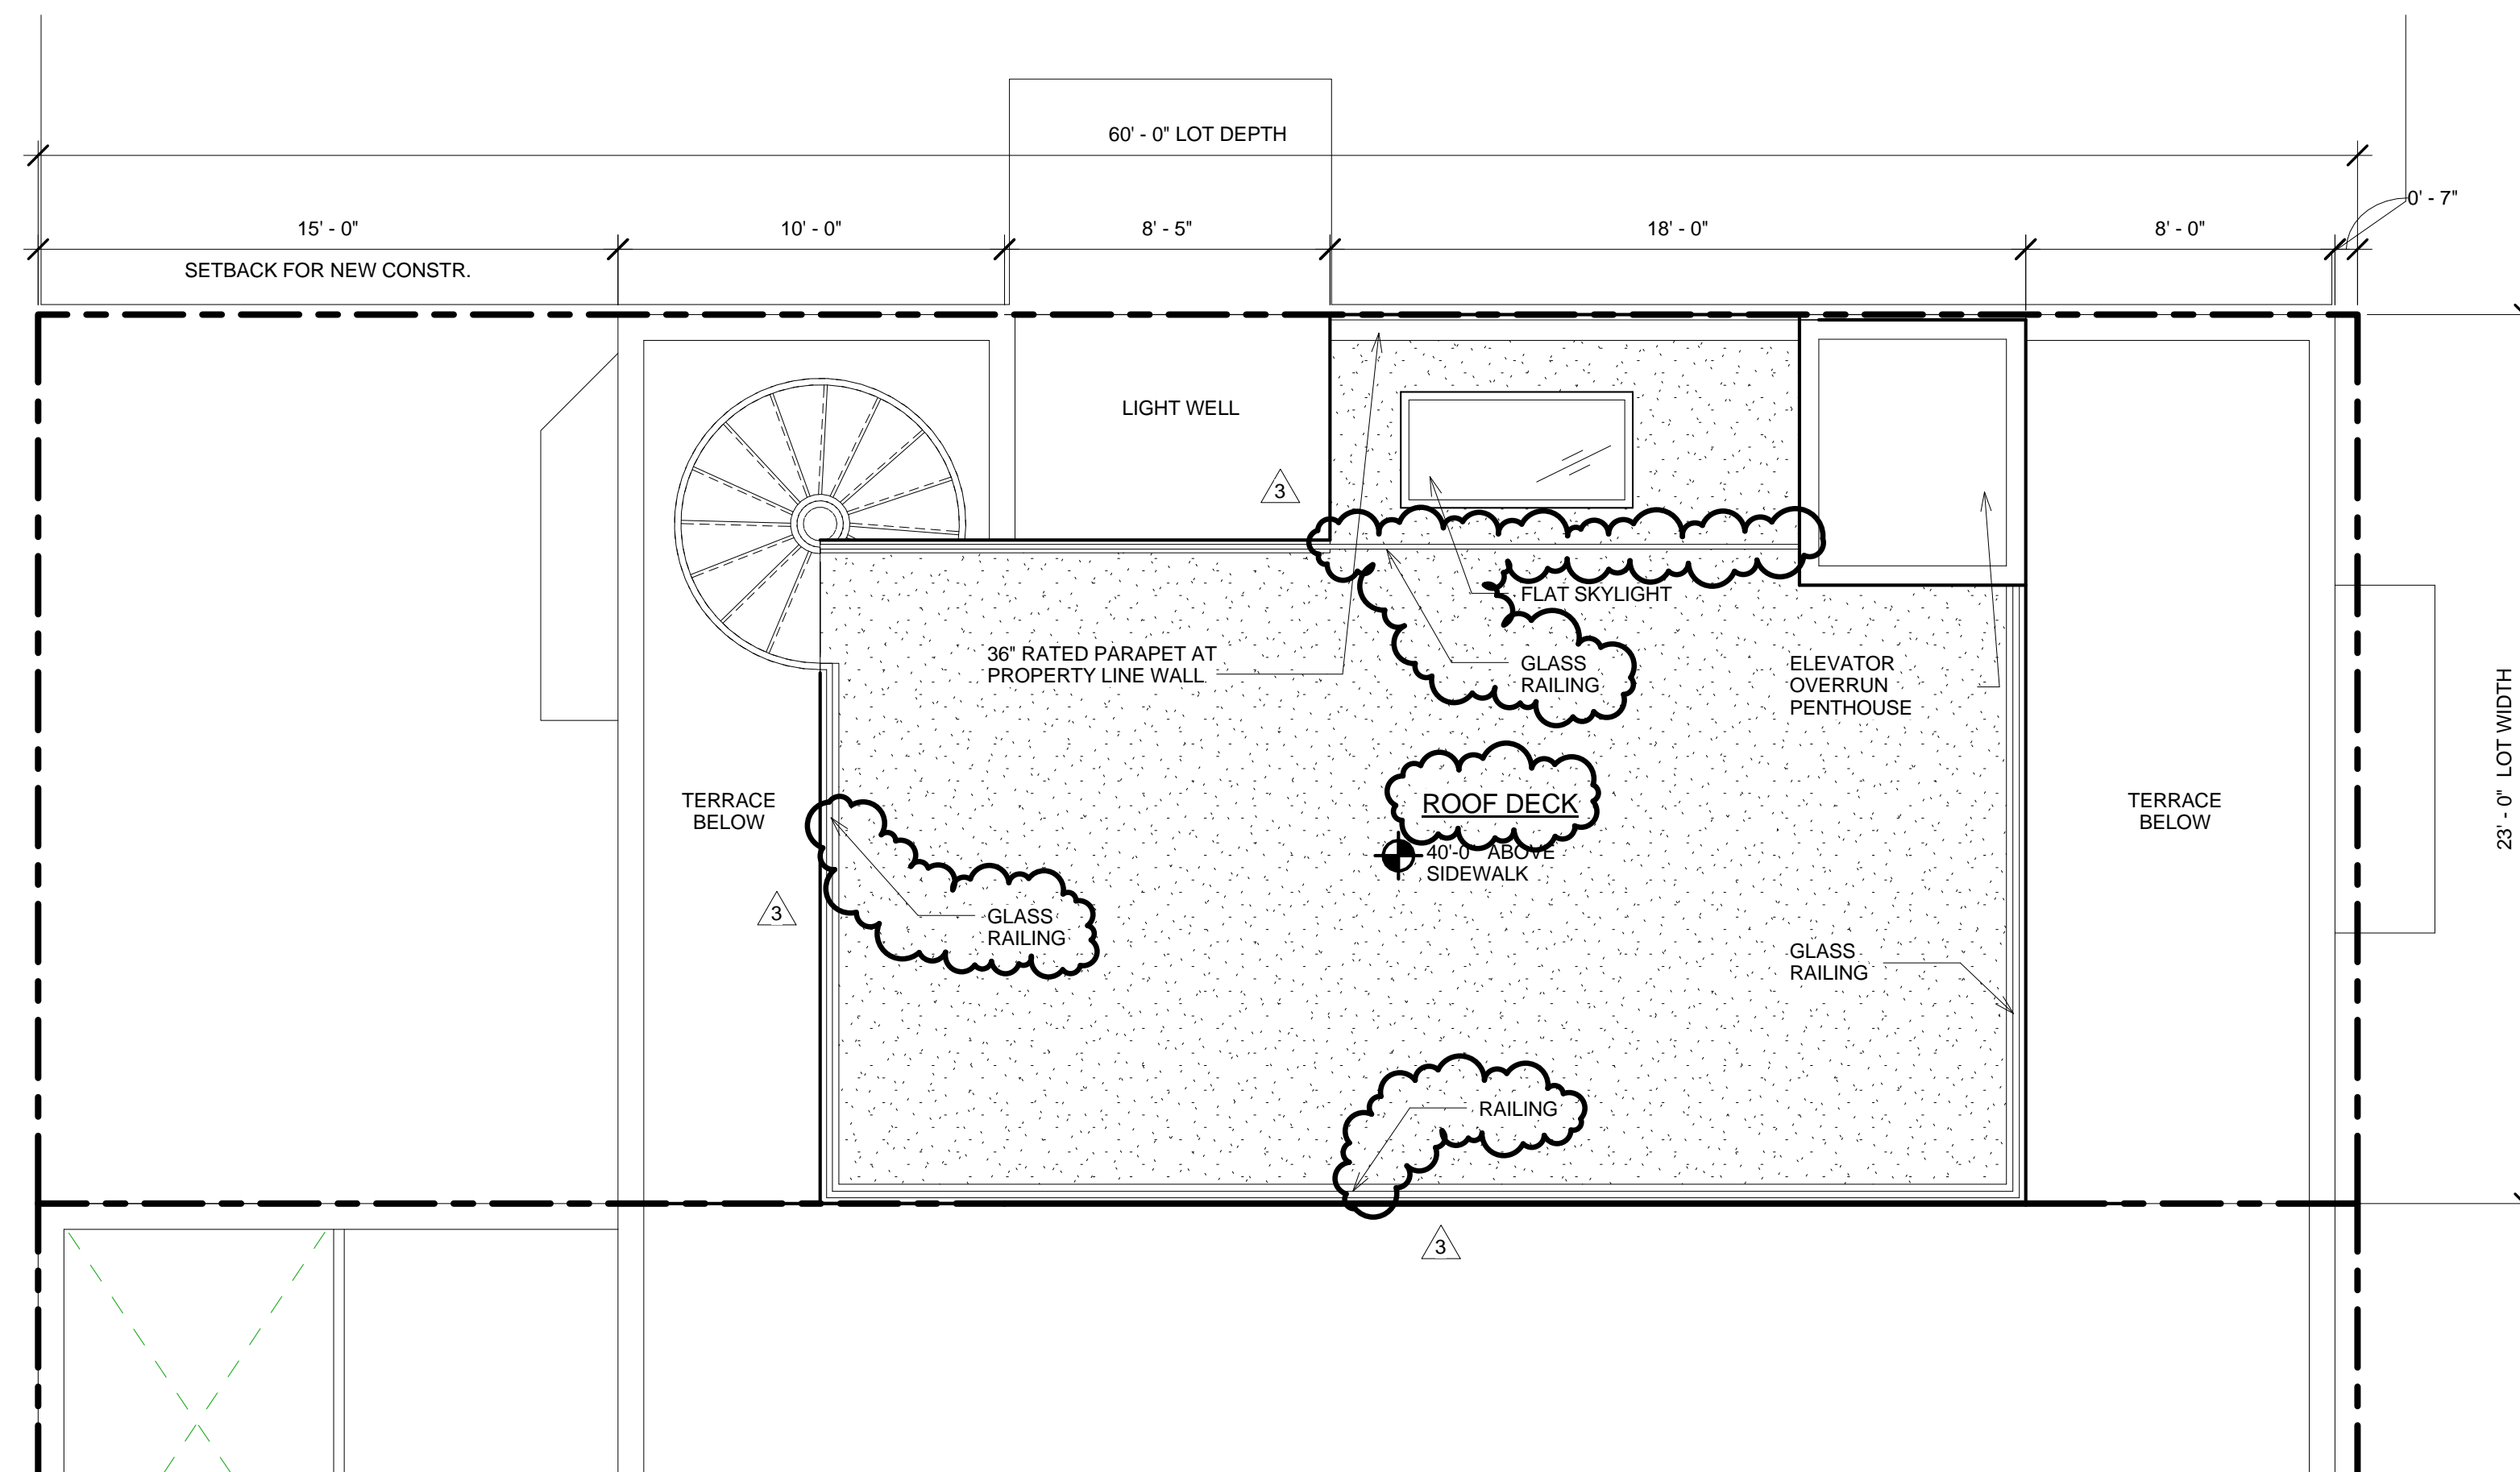 60' - 0" LOT DEPTH
0' - 7"
15' - 0"
10' - 0"
8' - 5"
18' - 0"
8' - 0"
SETBACK FOR NEW CONSTR.
LIGHT WELL
3
FLAT SKYLIGHT
36" RATED PARAPET AT
PROPERTY LINE WALL
GLASS
RAILING
ELEVATOR
OVERRUN
PENTHOUSE
23' - 0" LOT WIDTH
TERRACE
BELOW
ROOF DECK
TERRACE
BELOW
40'-0" ABOVE
SIDEWALK
3
GLASS
RAILING
GLASS
RAILING
RAILING
3